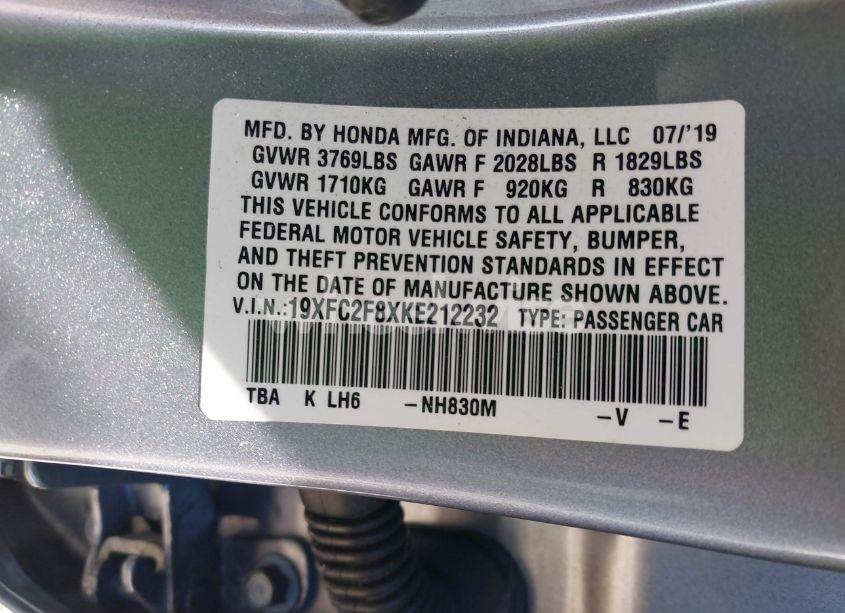 MFD. BY HONDA MFG. OF INDIANA, LLC 07/'19
GVWR 3769LBS GAWR F 2028LBS R 1829LBS
GVWR 1710KG GAWR F 920KG R 830KG
THIS VEHICLE CONFORMS TO ALL APPLICABLE
FEDERAL MOTOR VEHICLE SAFETY, BUMPER,
AND THEFT PREVENTION STANDARDS IN EFFECT
ON THE DATE OF MANUFACTURE SHOWN ABOVE.
V.I.N.:19XFC2F8XKE212232 TYPE: PASSENGER CAR
TBA K LH6 -NH830M -V -E